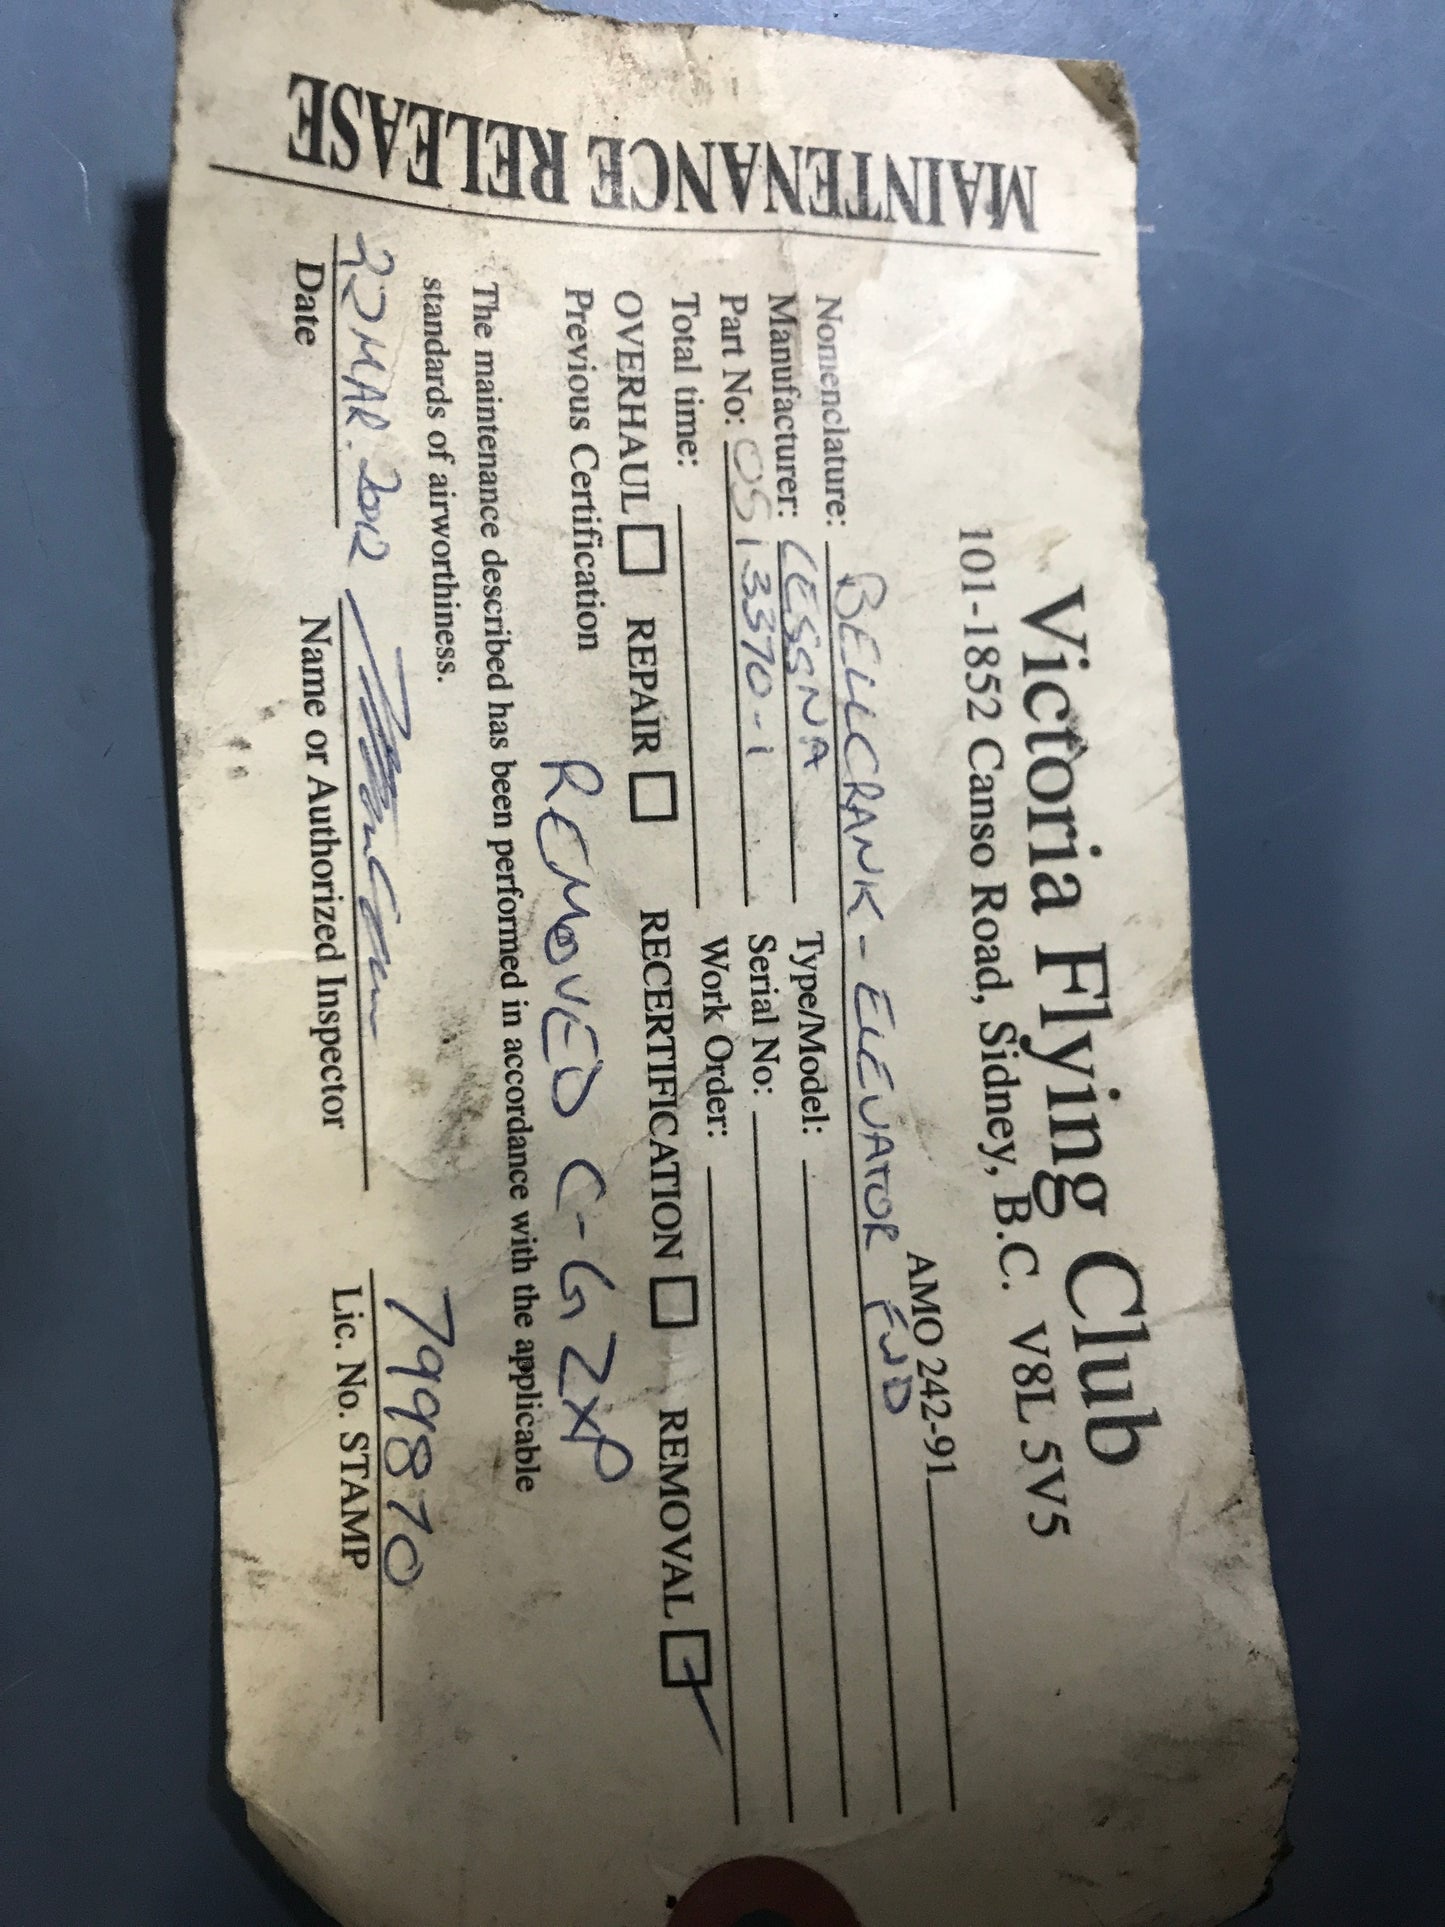 MAINTENANCE RELEASE
Victoria Flying Club
101-1852 Canso Road, Sidney, B.C. V8L 5V5
AMO 242-91
Nomenclature: BELLCRANK - ELEVATOR FWD
Manufacturer: CESSNA Type/Model:
Part No: 0513370-1 Serial No:
Total time: Work Order:
OVERHAUL REPAIR RECERTIFICATION REMOVAL
Previous Certification REMOVED C-GZXP
The maintenance described has been performed in accordance with the applicable
standards of airworthiness.
22 MAR. 2012 799870
Date Name or Authorized Inspector Lic. No. STAMP